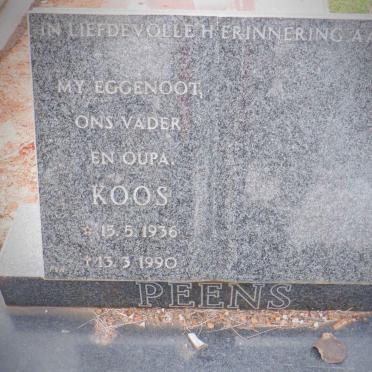 IN LIEFDEVOLLE HERINNERING AA
MY EGGENOOT,
ONS VADER
EN OUPA.
KOOS
* 15.5.1936
† 13.3.1990
PEENS